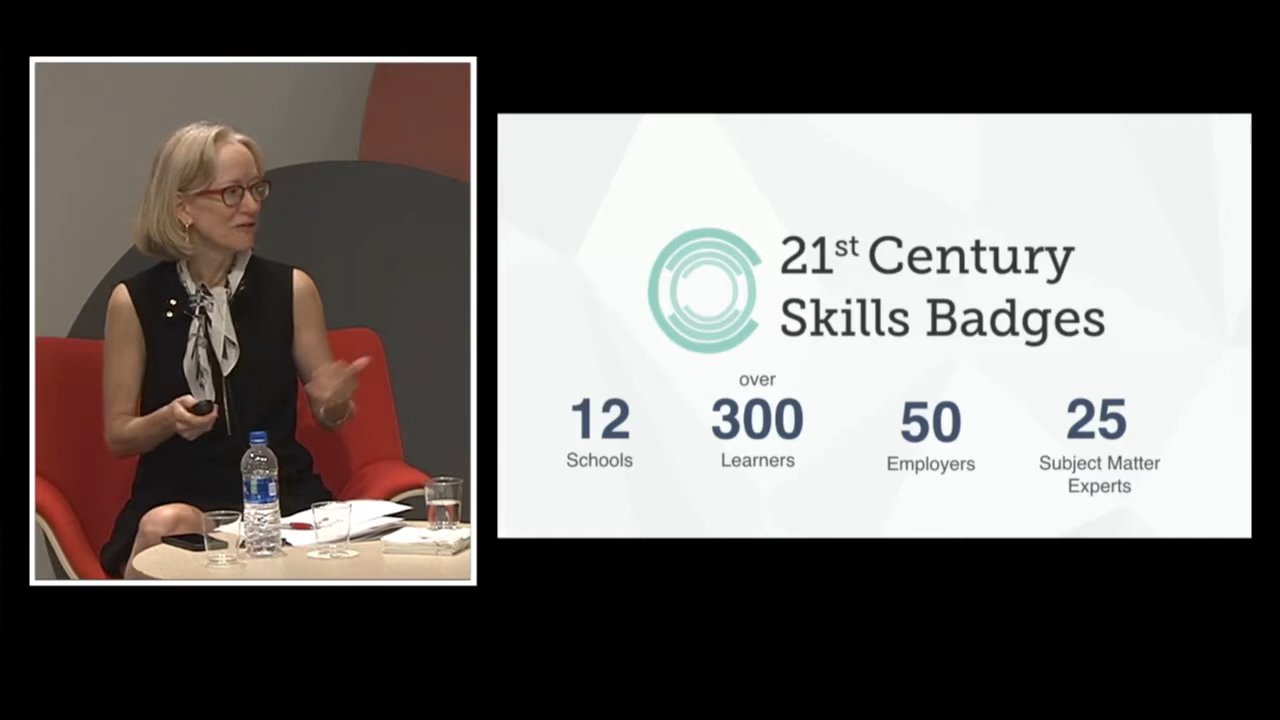 21st Century
Skills Badges
over
12
300
50
25
Schools
Learners
Employers
Subject Matter
Experts